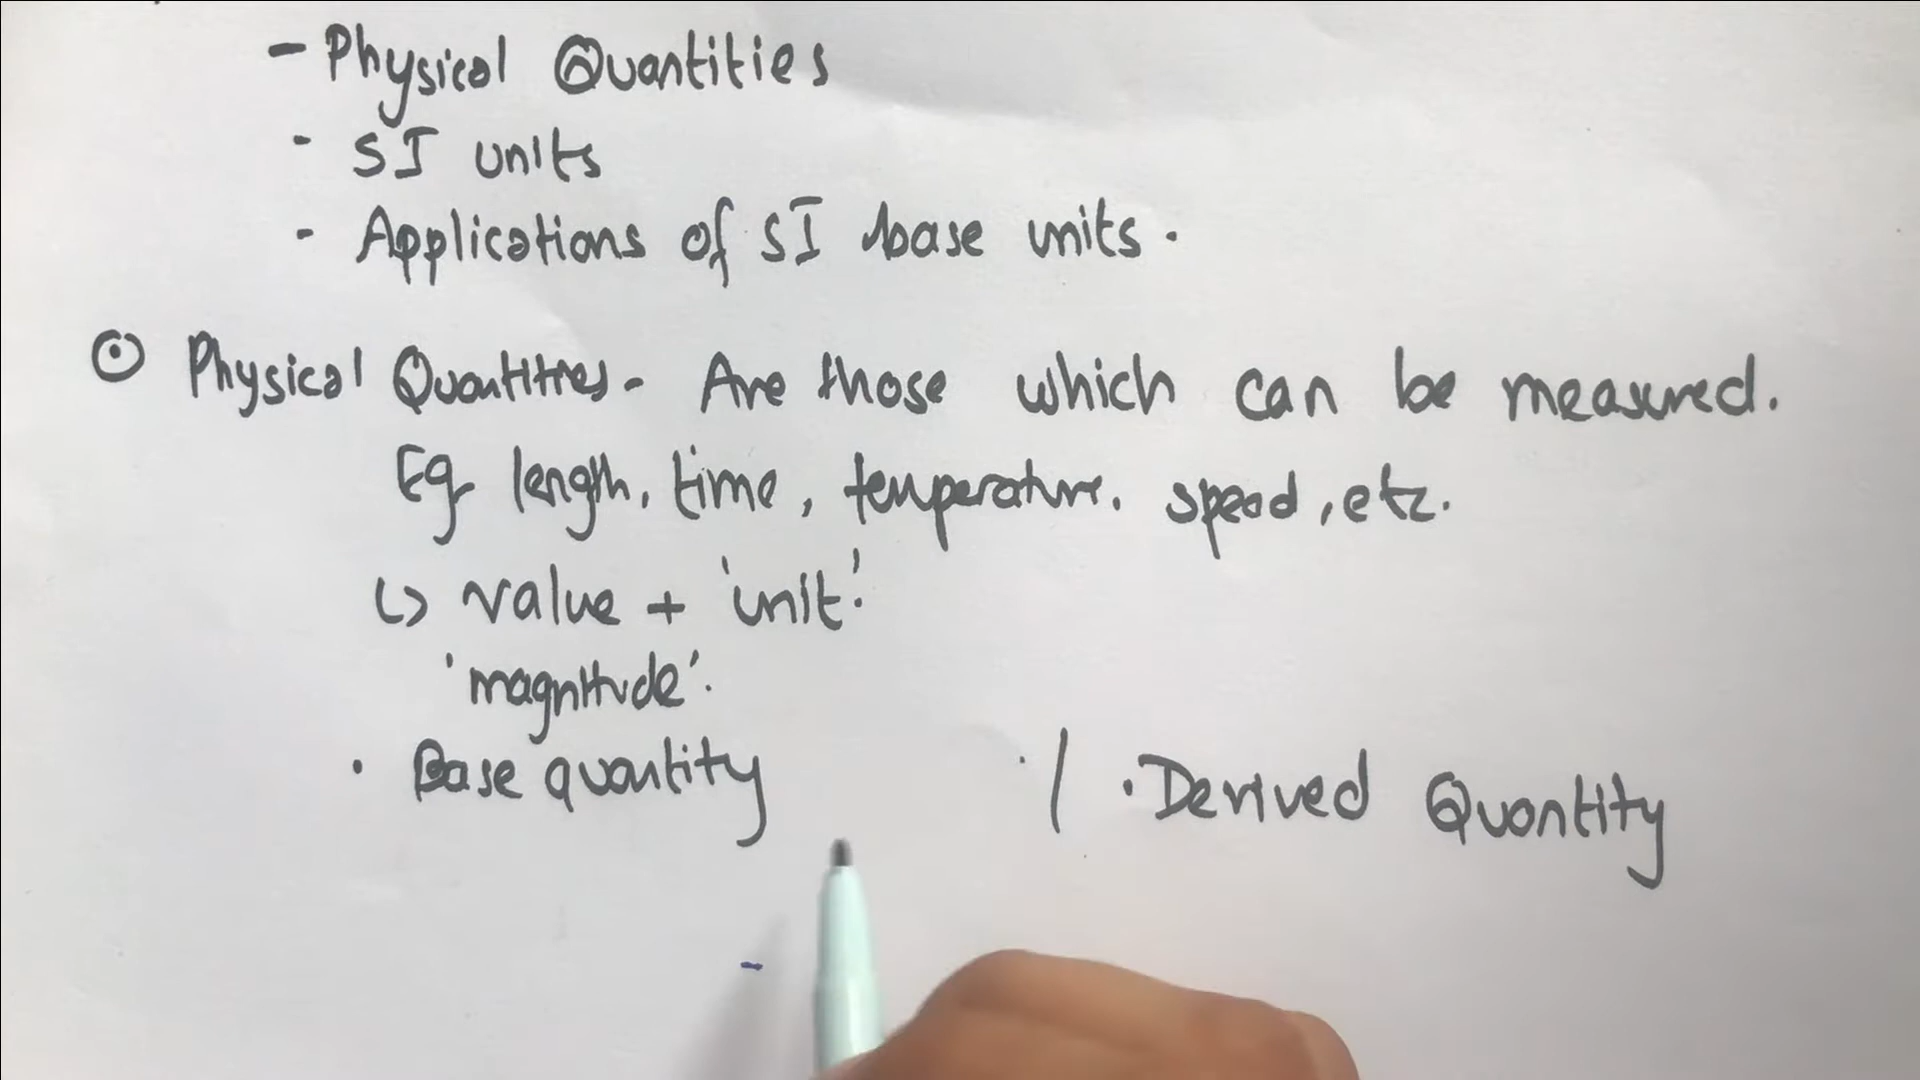 - Physical Quantities
- SI units
- Applications of SI base units.
⊙ Physical Quantities - Are those which can be measured.
Eg length, time, temperature, speed, etc.
↳ value + 'unit'.
'magnitude'.
· Base quantity / · Derived Quantity